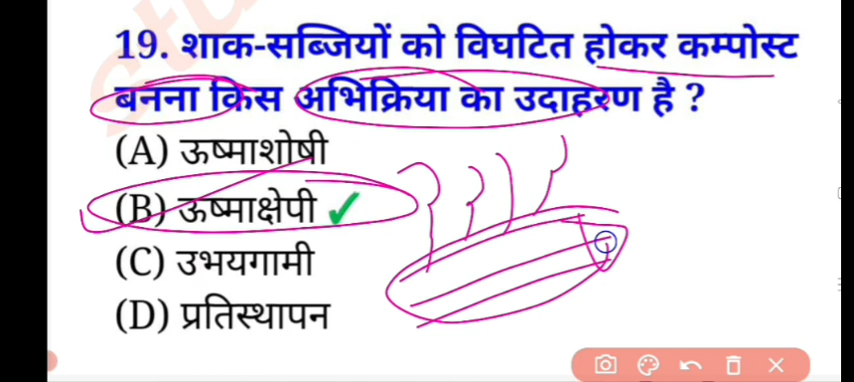 19. शाक-सब्जियों को विघटित होकर कम्पोस्ट
बनना किस अभिक्रिया का उदाहरण है ?
(A) ऊष्माशोषी
(B) ऊष्माक्षेपी ✓
(C) उभयगामी
(D) प्रतिस्थापन